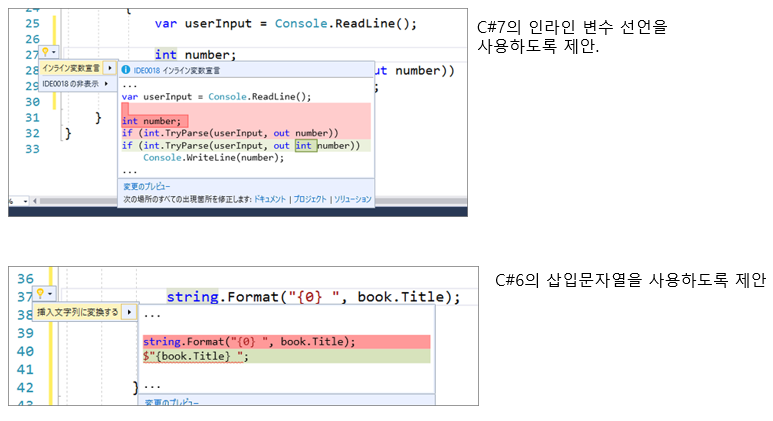 24 {
25 var userInput = Console.ReadLine();
C#7의 인라인 변수 선언을
사용하도록 제안.
26
27 int number;
インライン変数宣言
IDE0018 インライン変数宣言
28 out number))
IDE0018 の非表示
...
29 ;
var userInput = Console.ReadLine();
30
int number;
31 }
if (int.TryParse(userInput, out number))
32 }
if (int.TryParse(userInput, out int number))
33
Console.WriteLine(number);
...
変更のプレビュー
次の場所のすべての出現箇所を修正します: ドキュメント | プロジェクト | ソリューション
%
36
C#6의 삽입문자열을 사용하도록 제안
37 string.Format("{0} ", book.Title);
挿入文字列に変換する
38 ...
39
string.Format("{0} ", book.Title);
40 $"{book.Title} ";
41
42 }
...
43
変更のプレビュー